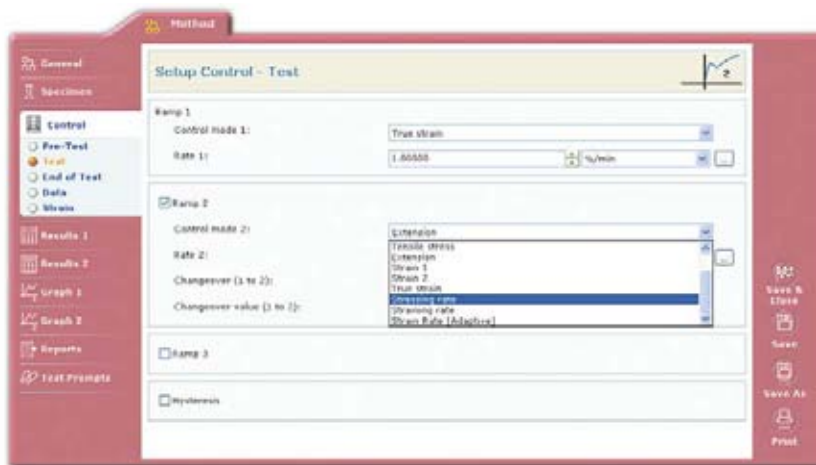 Method
General
Specimen
Control
Pre-Test
Test
End of Test
Data
Strain
Results 1
Results 2
Graph 1
Graph 2
Reports
Test Prompts
Setup Control - Test
2
Ramp 1
Control mode 1: True strain
Rate 1: 1.00000 %/min ...
Ramp 2
Control mode 2: Extension
Tensile stress
Extension
Strain 1
Strain 2
True strain
Stressing rate
Straining rate
Strain Rate [Adaptive]
Rate 2: ...
Changeover (1 to 2):
Changeover value (1 to 2):
Ramp 3
Hysteresis
Save &
Close
Save
Save As
Print